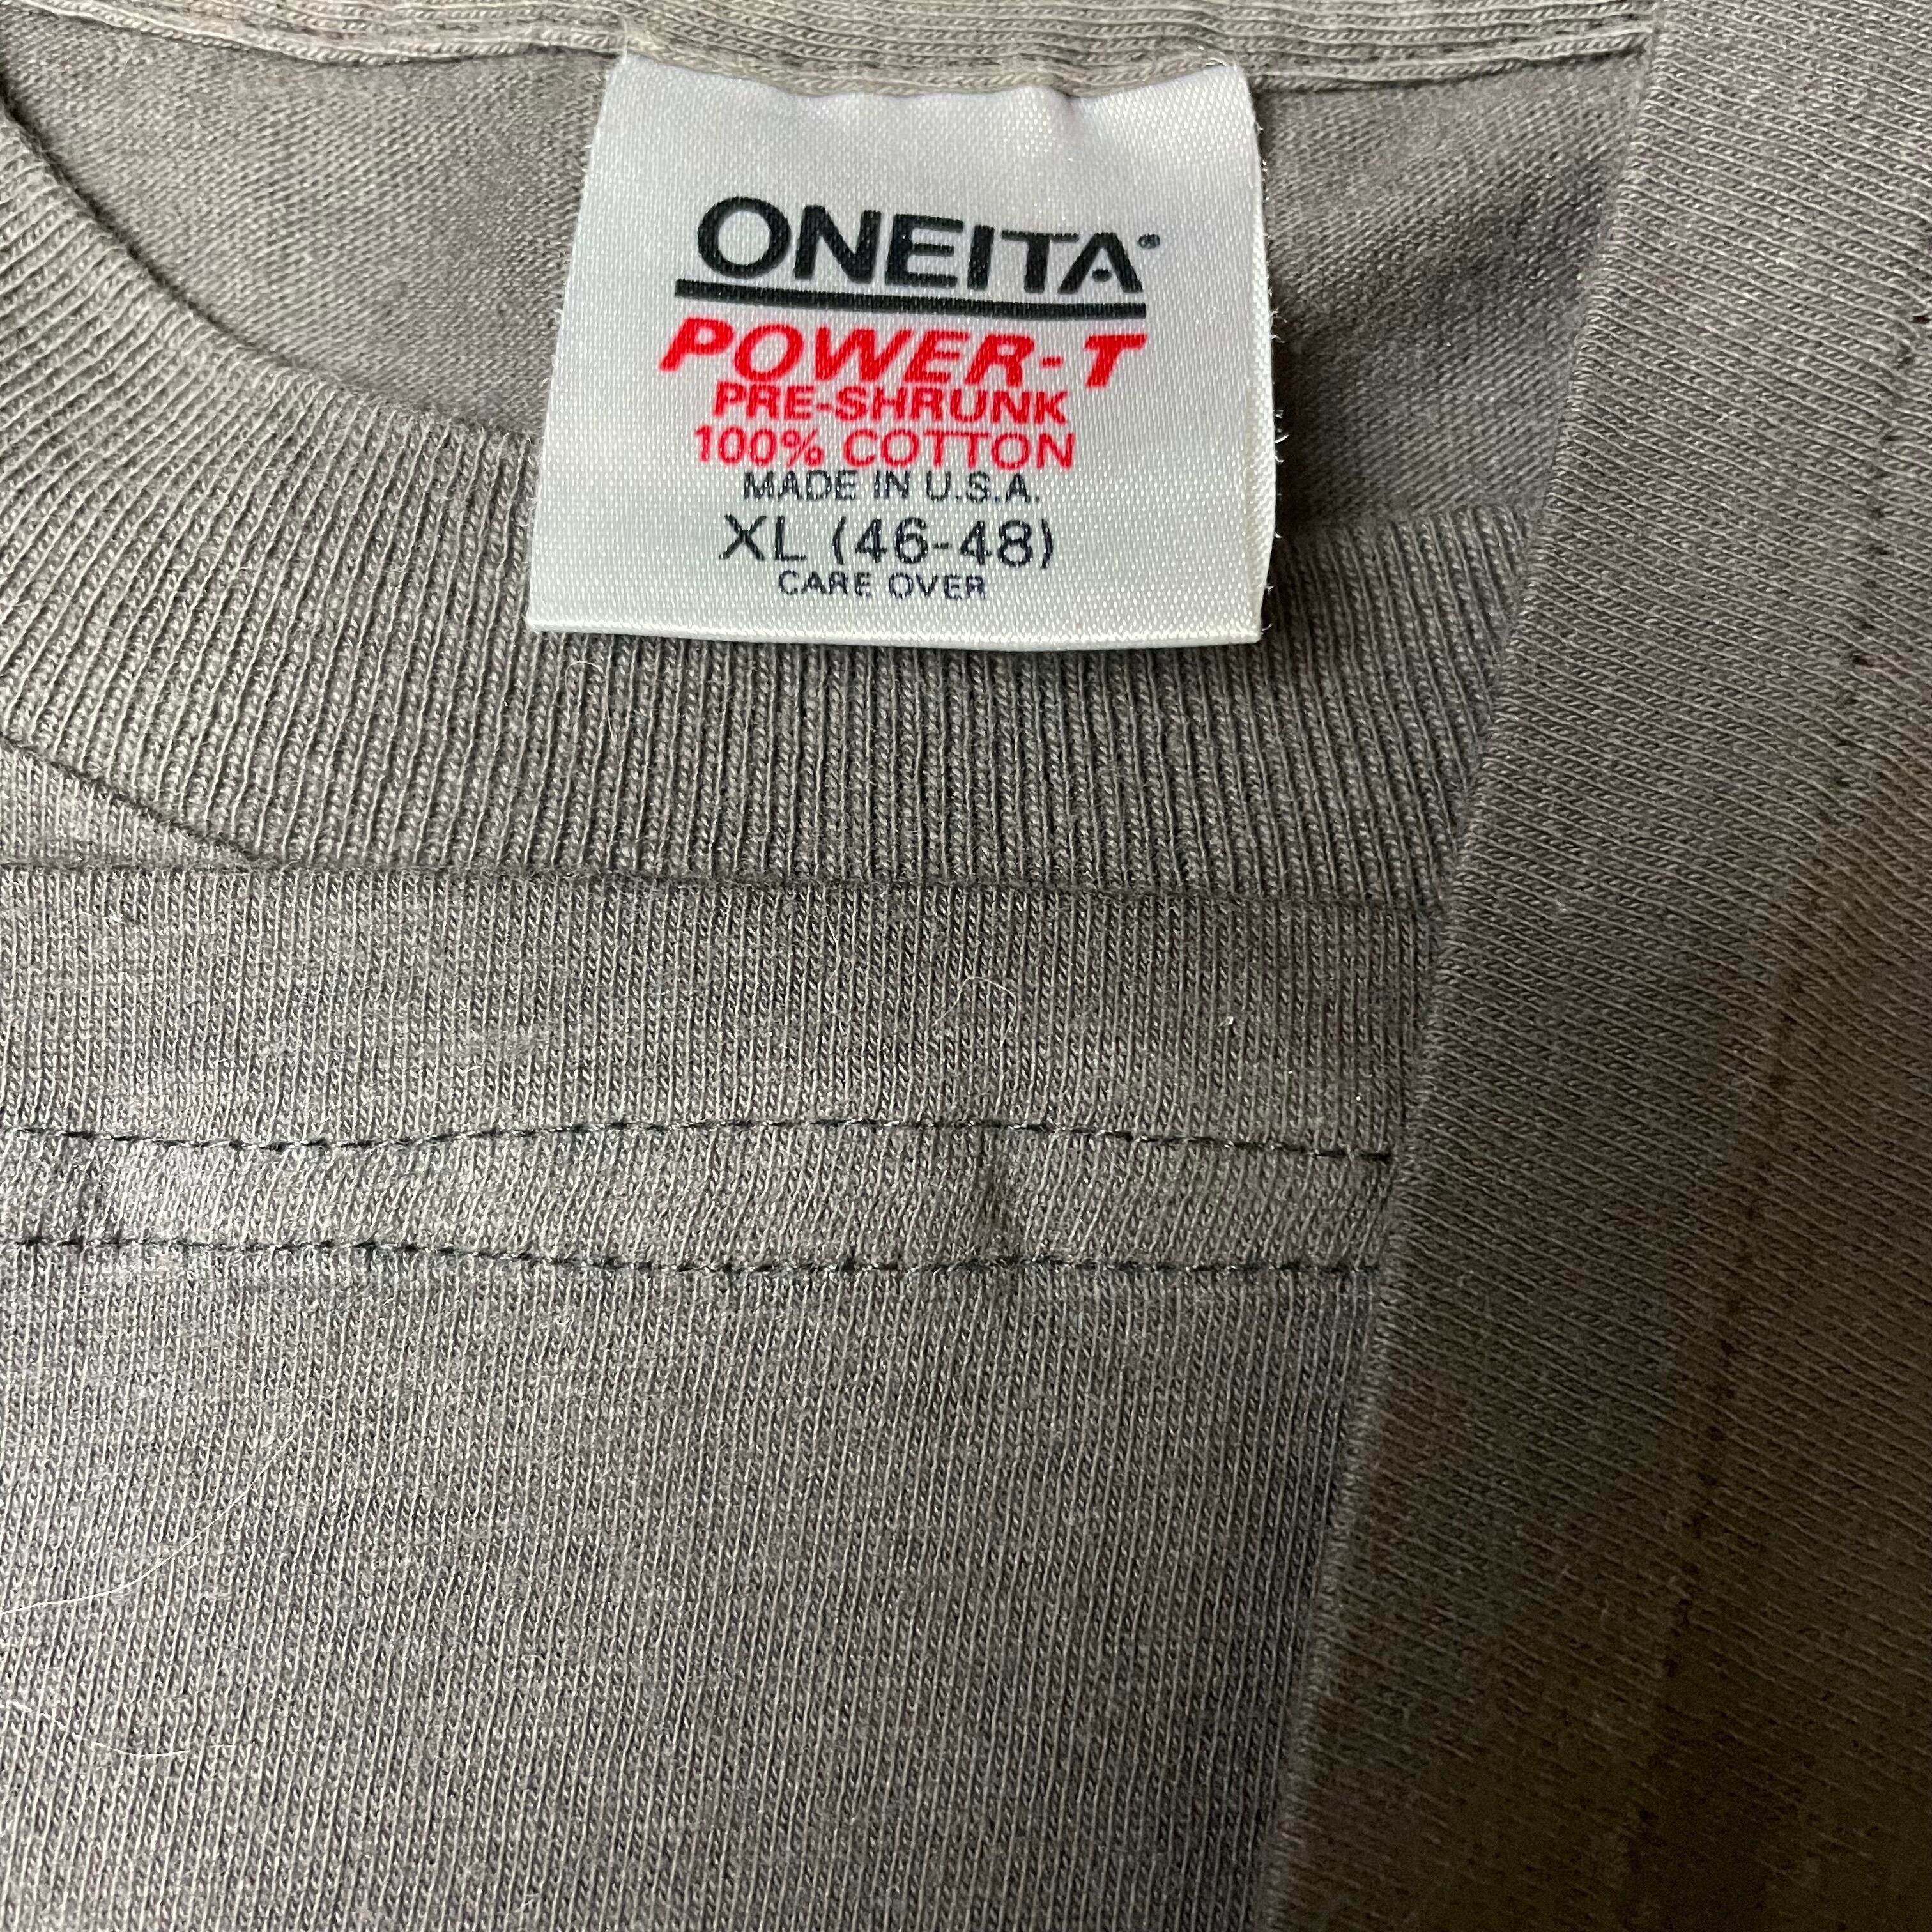 ONEITA®
POWER-T
PRE-SHRUNK
100% COTTON
MADE IN U.S.A.
XL (46-48)
CARE OVER